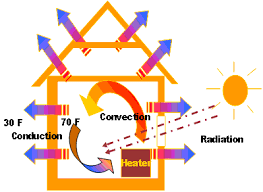 Convection
30 F
70 F
Conduction
Radiation
Heater